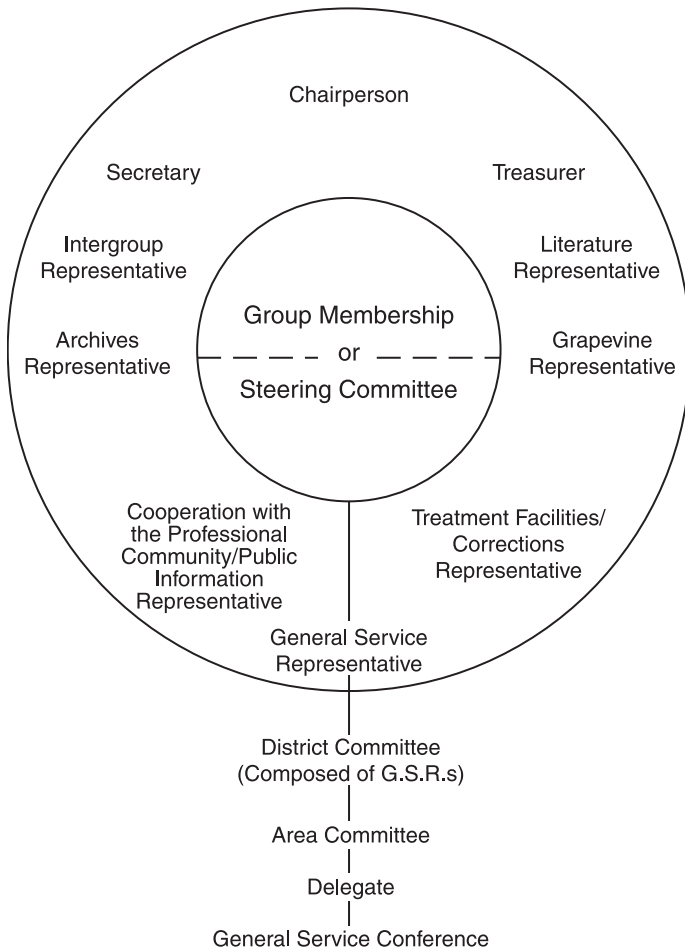 Chairperson
Secretary
Treasurer
Intergroup
Representative
Literature
Representative
Archives
Representative
Grapevine
Representative
Group Membership
or
Steering Committee
Cooperation with
the Professional
Community/Public
Information
Representative
Treatment Facilities/
Corrections
Representative
General Service
Representative
District Committee
(Composed of G.S.R.s)
Area Committee
Delegate
General Service Conference